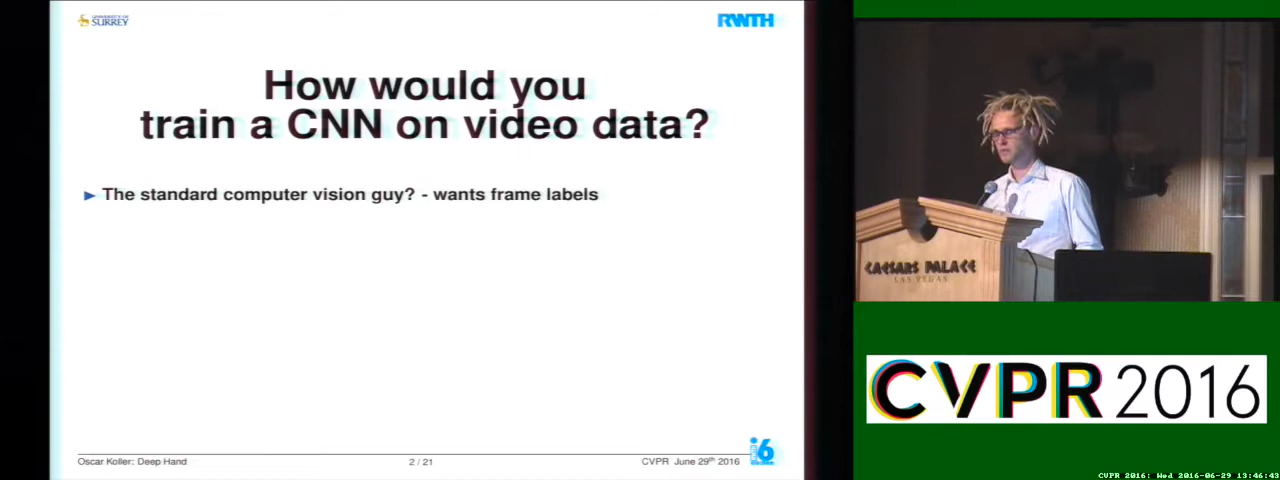 UNIVERSITY OF
SURREY
RWTH
How would you
train a CNN on video data?
► The standard computer vision guy? - wants frame labels
Oscar Koller: Deep Hand
2 / 21
CVPR June 29th 2016
i6
CAESARS PALACE
LAS VEGAS
CVPR 2016
CVPR 2016: Wed 2016-06-29 13:46:43